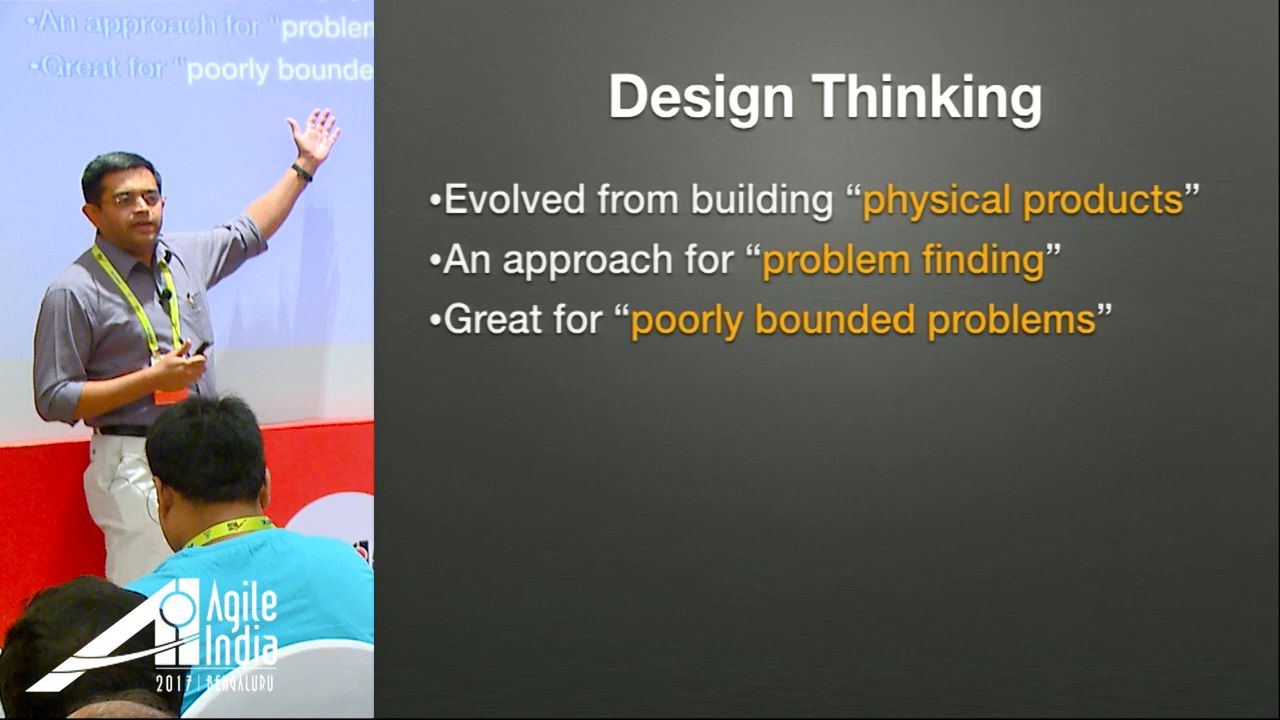 •An approach for "problem
•Great for "poorly bounde
Design Thinking
•Evolved from building “physical products”
•An approach for “problem finding”
•Great for “poorly bounded problems”
Agile
India
2017 | BENGALURU